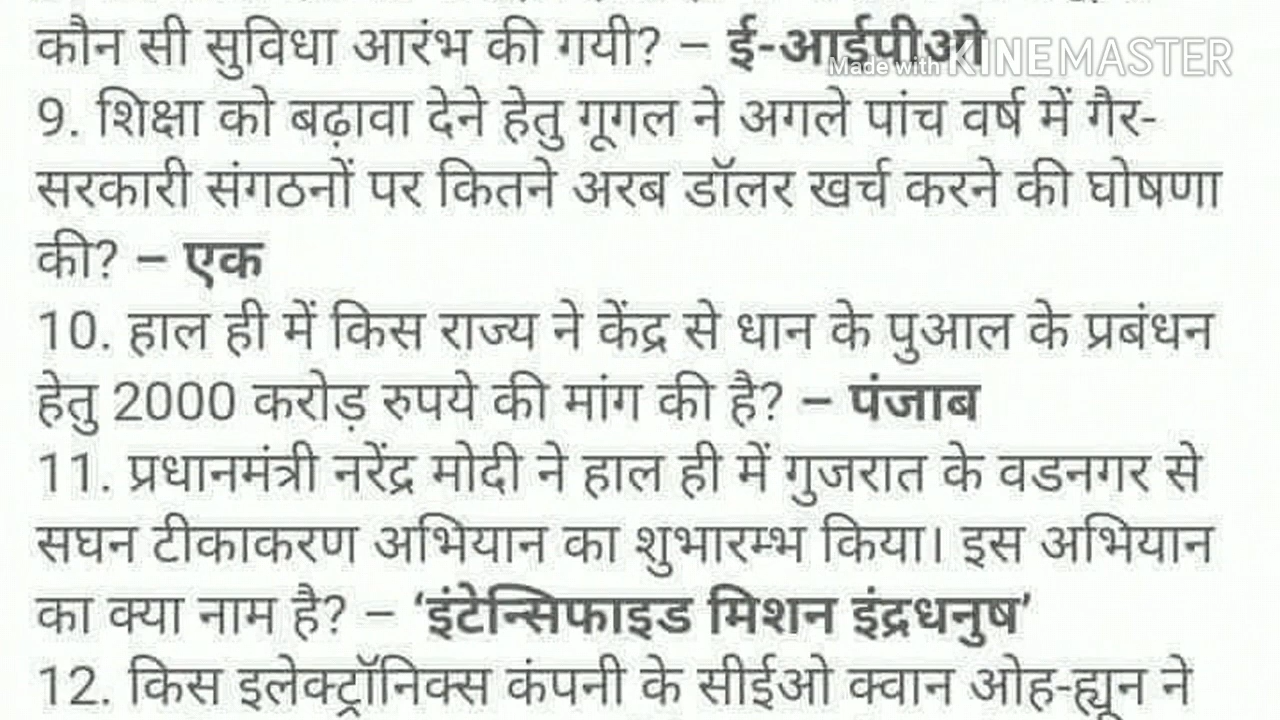 कौन सी सुविधा आरंभ की गयी? – ई-आईपीओ
Made with KINEMASTER
9. शिक्षा को बढ़ावा देने हेतु गूगल ने अगले पांच वर्ष में गैर-
सरकारी संगठनों पर कितने अरब डॉलर खर्च करने की घोषणा
की? – एक
10. हाल ही में किस राज्य ने केंद्र से धान के पुआल के प्रबंधन
हेतु 2000 करोड़ रुपये की मांग की है? – पंजाब
11. प्रधानमंत्री नरेंद्र मोदी ने हाल ही में गुजरात के वडनगर से
सघन टीकाकरण अभियान का शुभारम्भ किया। इस अभियान
का क्या नाम है? – ‘इंटेन्सिफाइड मिशन इंद्रधनुष’
12. किस इलेक्ट्रॉनिक्स कंपनी के सीईओ क्वान ओह-ह्यून ने